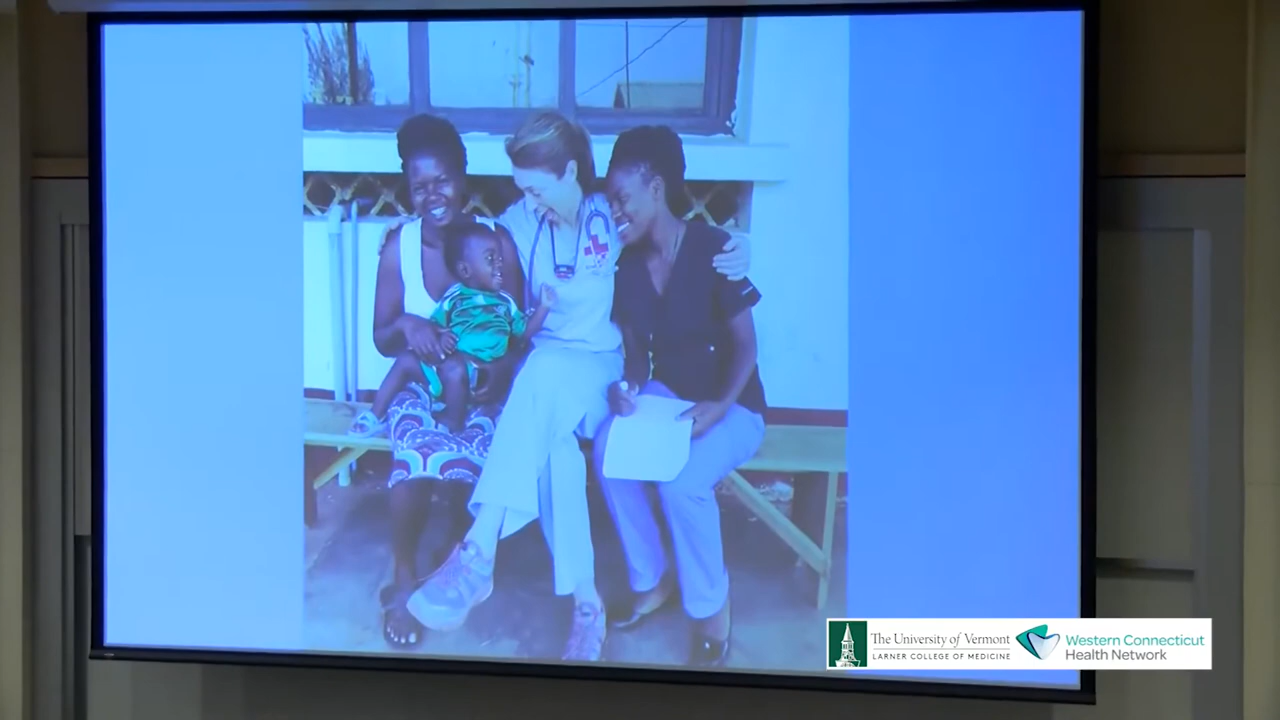 The University of Vermont
LARNER COLLEGE OF MEDICINE
Western Connecticut
Health Network